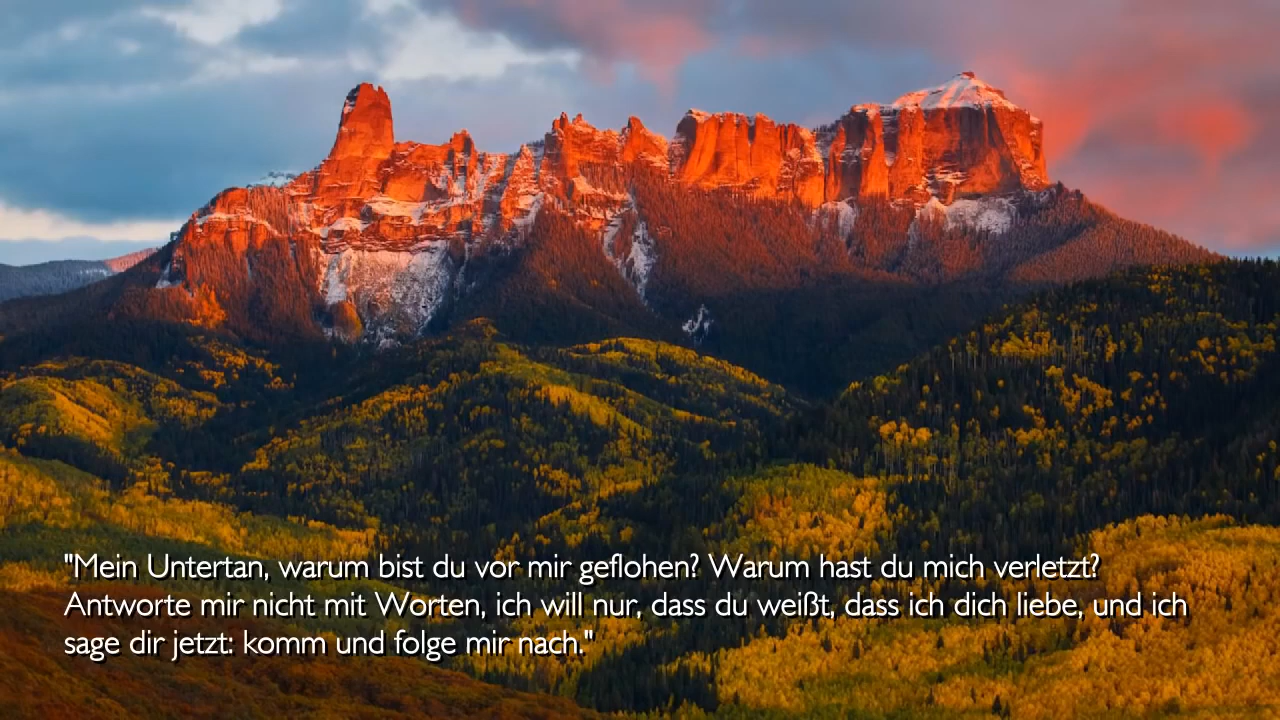 "Mein Untertan, warum bist du vor mir geflohen? Warum hast du mich verletzt?
Antworte mir nicht mit Worten, ich will nur, dass du weißt, dass ich dich liebe, und ich
sage dir jetzt: komm und folge mir nach."